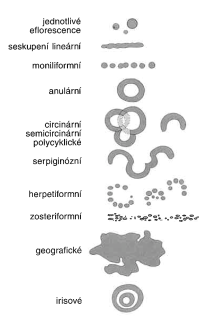 jednotlivé
eflorescence
seskupení lineární
moniliformní
anulární
circinární
semicircinární
polycyklické
serpiginózní
herpetiformní
zosteriformní
geografické
irisové